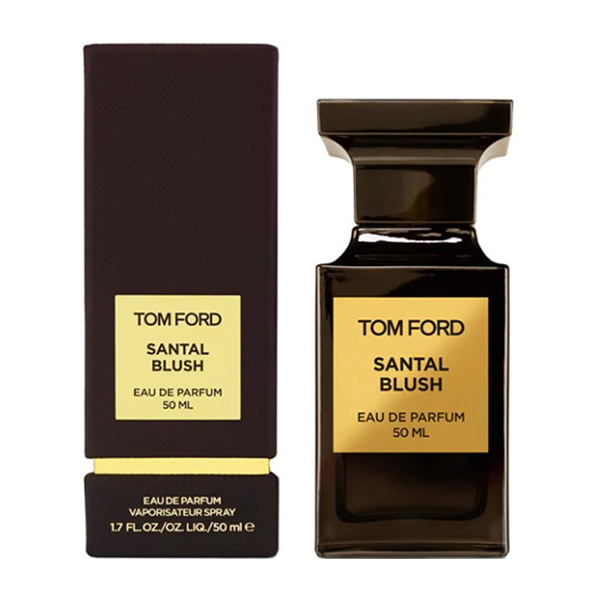 TOM FORD
SANTAL
BLUSH
EAU DE PARFUM
50 ML
EAU DE PARFUM
VAPORISATEUR SPRAY
1.7 FL.OZ./OZ. LIQ./50 ml ℮
TOM FORD
SANTAL
BLUSH
EAU DE PARFUM
50 ML